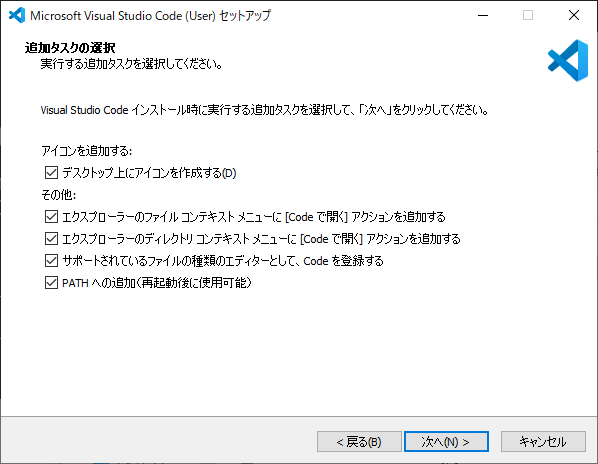 Microsoft Visual Studio Code (User) セットアップ
追加タスクの選択
実行する追加タスクを選択してください。
Visual Studio Code インストール時に実行する追加タスクを選択して、「次へ」をクリックしてください。
アイコンを追加する:
デスクトップ上にアイコンを作成する(D)
その他:
エクスプローラーのファイル コンテキスト メニューに [Code で開く] アクションを追加する
エクスプローラーのディレクトリ コンテキスト メニューに [Code で開く] アクションを追加する
サポートされているファイルの種類のエディターとして、Code を登録する
PATH への追加（再起動後に使用可能）
< 戻る(B) 次へ(N) > キャンセル